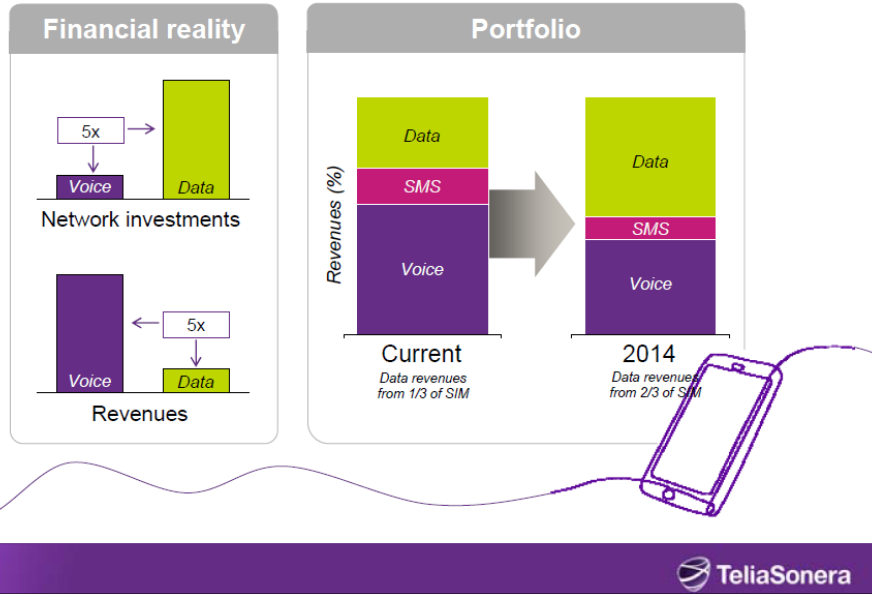 Financial reality
5x
Voice
Data
Network investments
5x
Voice
Data
Revenues
Portfolio
Revenues (%)
Data
SMS
Voice
Current
Data revenues
from 1/3 of SIM
Data
SMS
Voice
2014
Data revenues
from 2/3 of SIM
TeliaSonera